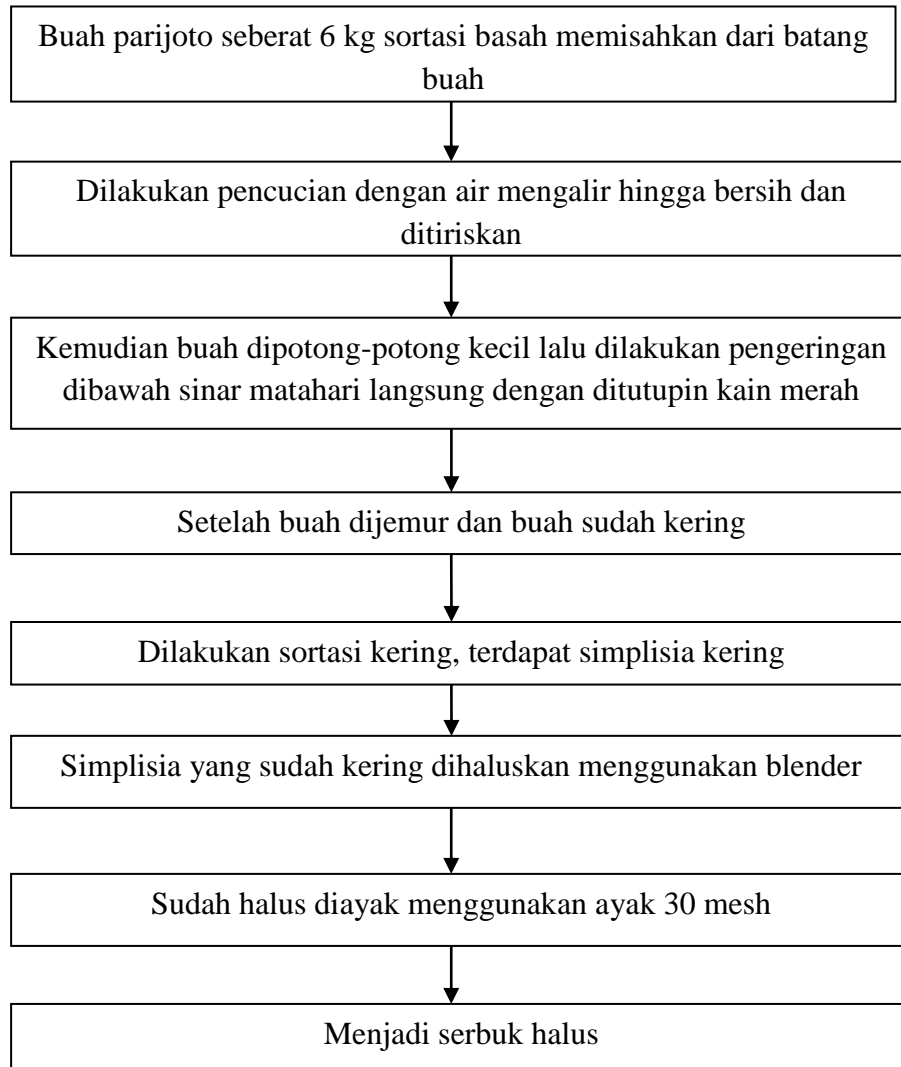 Buah parijoto seberat 6 kg sortasi basah memisahkan dari batang
buah
Dilakukan pencucian dengan air mengalir hingga bersih dan
ditiriskan
Kemudian buah dipotong-potong kecil lalu dilakukan pengeringan
dibawah sinar matahari langsung dengan ditutupin kain merah
Setelah buah dijemur dan buah sudah kering
Dilakukan sortasi kering, terdapat simplisia kering
Simplisia yang sudah kering dihaluskan menggunakan blender
Sudah halus diayak menggunakan ayak 30 mesh
Menjadi serbuk halus